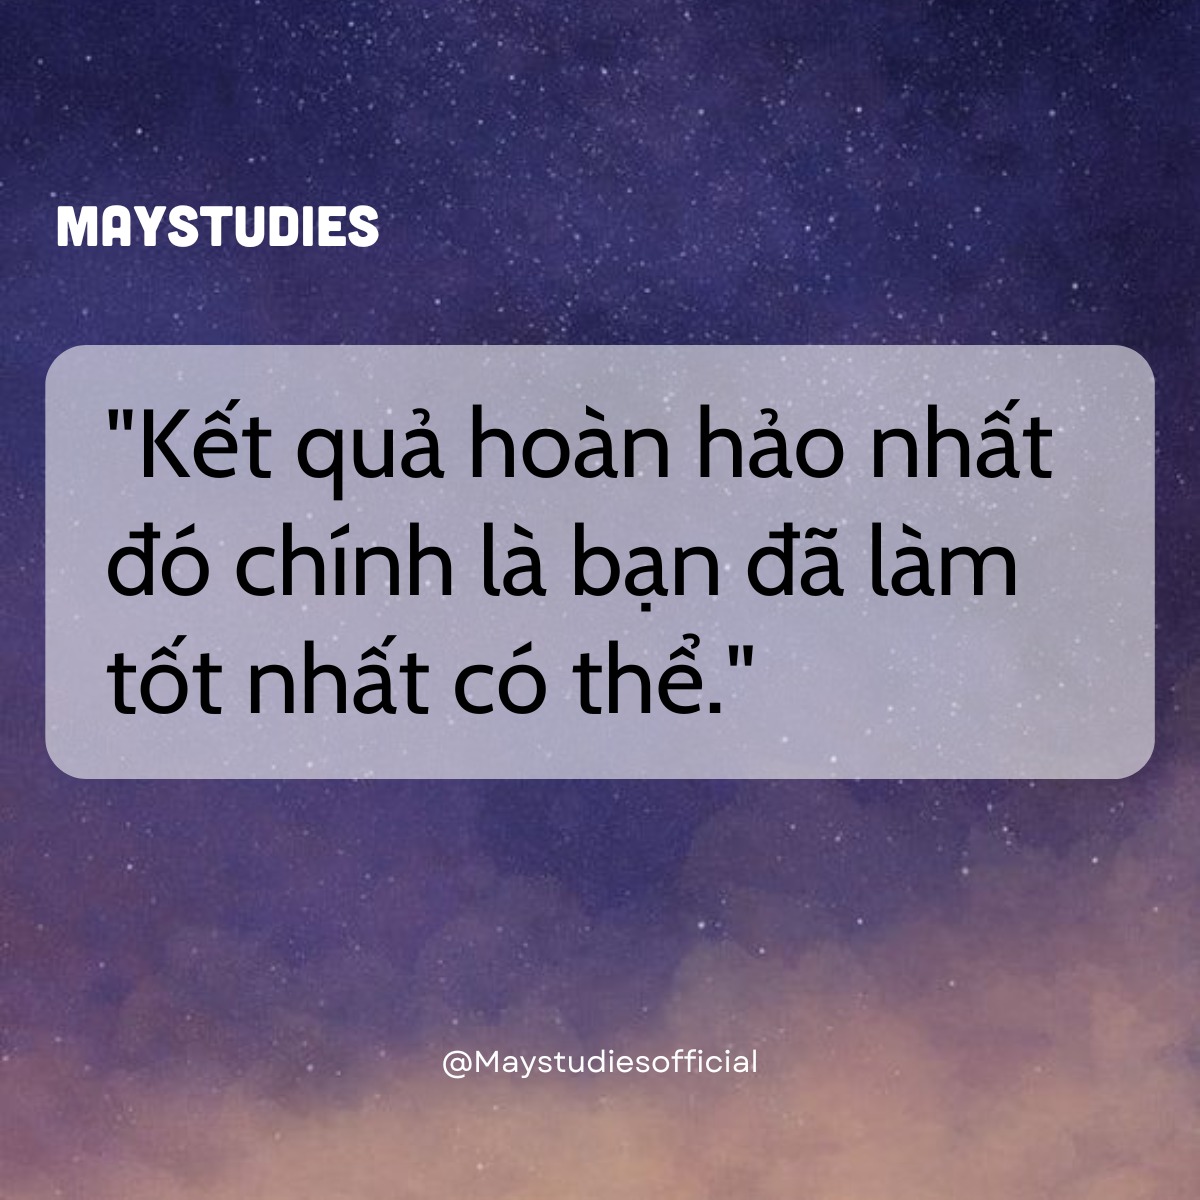 MAYSTUDIES
"Kết quả hoàn hảo nhất
đó chính là bạn đã làm
tốt nhất có thể."
@Maystudiesofficial